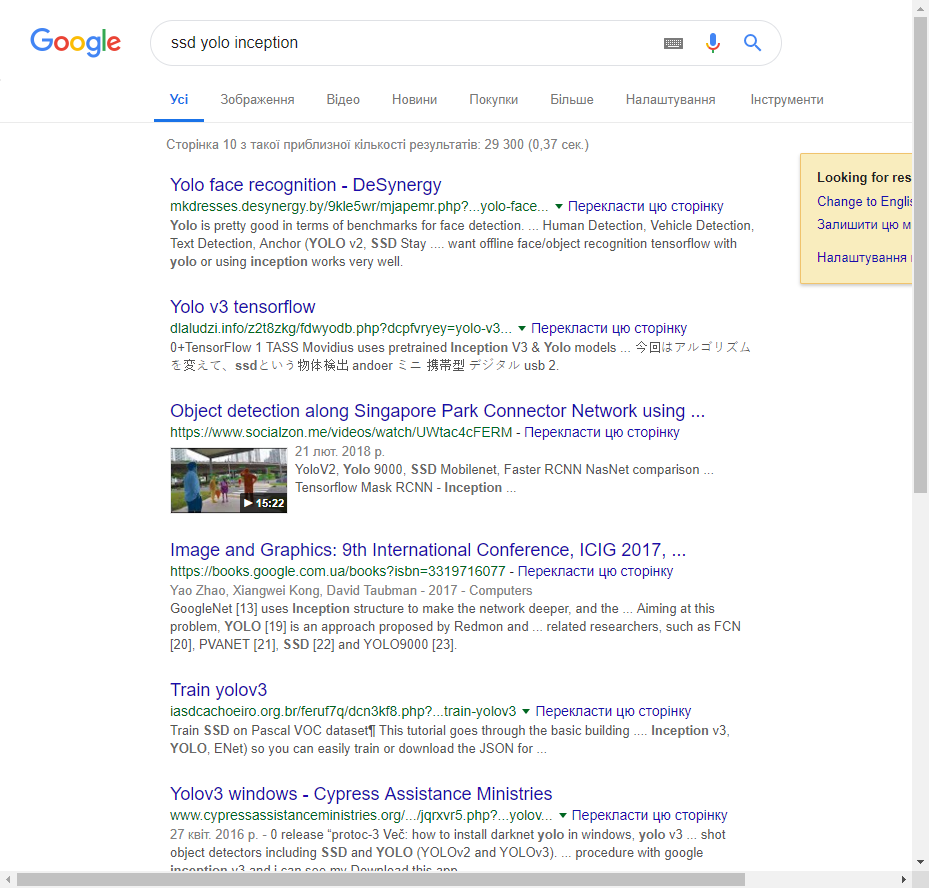 Google
ssd yolo inception
Усі Зображення Відео Новини Покупки Більше Налаштування Інструменти
Сторінка 10 з такої приблизної кількості результатів: 29 300 (0,37 сек.)
Looking for res
Change to Englis
Залишити цю м
Налаштування
Yolo face recognition - DeSynergy
mkdresses.desynergy.by/9kle5wr/mjapemr.php?...yolo-face... Перекласти цю сторінку
Yolo is pretty good in terms of benchmarks for face detection. ... Human Detection, Vehicle Detection,
Text Detection, Anchor (YOLO v2, SSD Stay .... want offline face/object recognition tensorflow with
yolo or using inception works very well.
Yolo v3 tensorflow
dlaludzi.info/z2t8zkg/fdwyodb.php?dcpfvryey=yolo-v3... Перекласти цю сторінку
0+TensorFlow 1 TASS Movidius uses pretrained Inception V3 & Yolo models ... 今回はアルゴリズム
を変えて、ssdという物体検出 andoer ミニ 携帯型 デジタル usb 2.
Object detection along Singapore Park Connector Network using ...
https://www.socialzon.me/videos/watch/UWtac4cFERM - Перекласти цю сторінку
21 лют. 2018 р.
YoloV2, Yolo 9000, SSD Mobilenet, Faster RCNN NasNet comparison ...
Tensorflow Mask RCNN - Inception ...
15:22
Image and Graphics: 9th International Conference, ICIG 2017, ...
https://books.google.com.ua/books?isbn=3319716077 - Перекласти цю сторінку
Yao Zhao, Xiangwei Kong, David Taubman - 2017 - Computers
GoogleNet [13] uses Inception structure to make the network deeper, and the ... Aiming at this
problem, YOLO [19] is an approach proposed by Redmon and ... related researchers, such as FCN
[20], PVANET [21], SSD [22] and YOLO9000 [23].
Train yolov3
iasdcachoeiro.org.br/feruf7q/dcn3kf8.php?...train-yolov3 Перекласти цю сторінку
Train SSD on Pascal VOC dataset¶ This tutorial goes through the basic building .... Inception v3,
YOLO, ENet) so you can easily train or download the JSON for ...
Yolov3 windows - Cypress Assistance Ministries
www.cypressassistanceministries.org/.../jqrxvr5.php?...yolov... Перекласти цю сторінку
27 квіт. 2016 р. - 0 release “protoc-3 Več: how to install darknet yolo in windows, yolo v3 ... shot
object detectors including SSD and YOLO (YOLOv2 and YOLOv3). ... procedure with google
inception v3 and i can see my Download this app